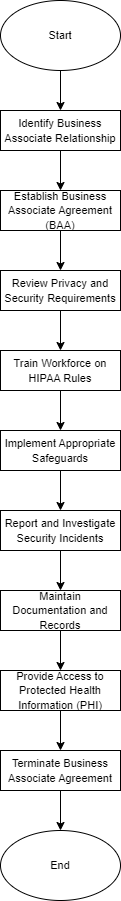 Start
Identify Business
Associate Relationship
Establish Business
Associate Agreement
(BAA)
Review Privacy and
Security Requirements
Train Workforce on
HIPAA Rules
Implement Appropriate
Safeguards
Report and Investigate
Security Incidents
Maintain
Documentation and
Records
Provide Access to
Protected Health
Information (PHI)
Terminate Business
Associate Agreement
End